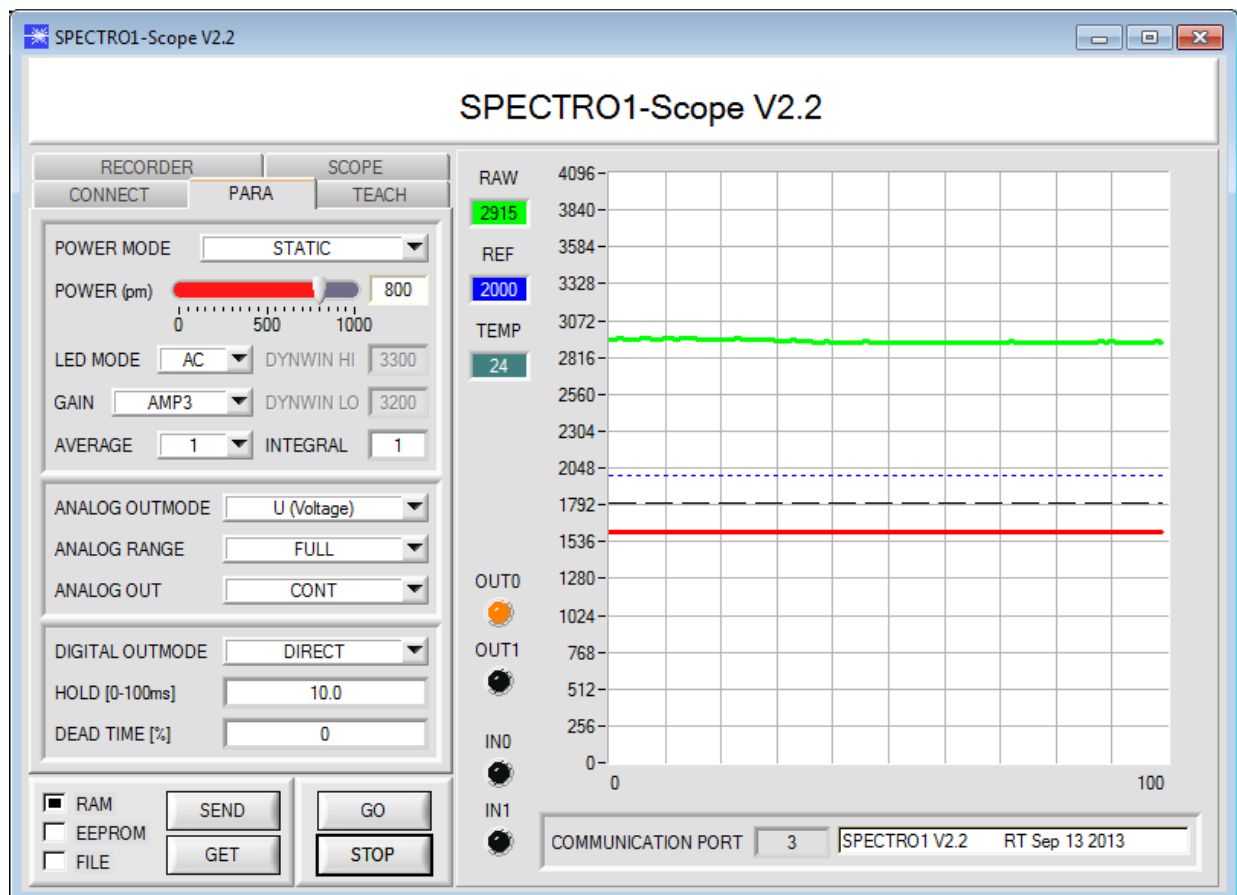 SPECTRO1-Scope V2.2
SPECTRO1-Scope V2.2
RECORDER SCOPE
CONNECT PARA TEACH
POWER MODE STATIC
POWER (pm) 800
0 500 1000
LED MODE AC DYNWIN HI 3300
GAIN AMP3 DYNWIN LO 3200
AVERAGE 1 INTEGRAL 1
ANALOG OUTMODE U (Voltage)
ANALOG RANGE FULL
ANALOG OUT CONT
DIGITAL OUTMODE DIRECT
HOLD [0-100ms] 10.0
DEAD TIME [%] 0
RAM
EEPROM
FILE
SEND
GET
GO
STOP
RAW
2915
REF
2000
TEMP
24
OUT0
OUT1
IN0
IN1
4096
3840
3584
3328
3072
2816
2560
2304
2048
1792
1536
1280
1024
768
512
256
0
0 100
COMMUNICATION PORT 3 SPECTRO1 V2.2 RT Sep 13 2013